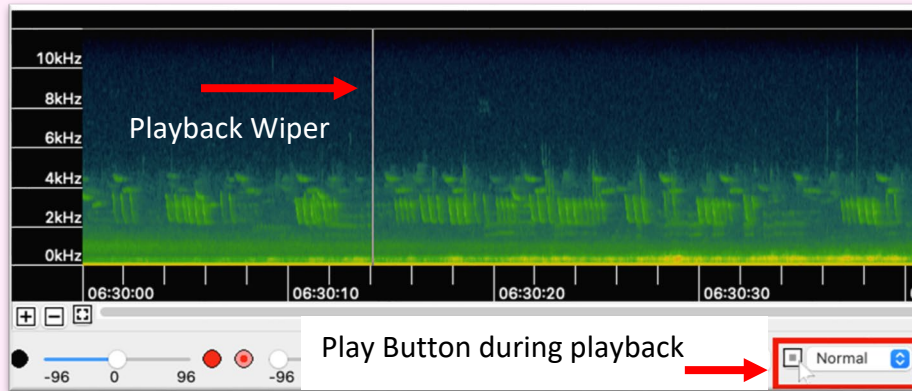 10kHz
8kHz
Playback Wiper
6kHz
4kHz
2kHz
0kHz
06:30:00 06:30:10 06:30:20 06:30:30
Play Button during playback
Normal
-96 0 96 -96